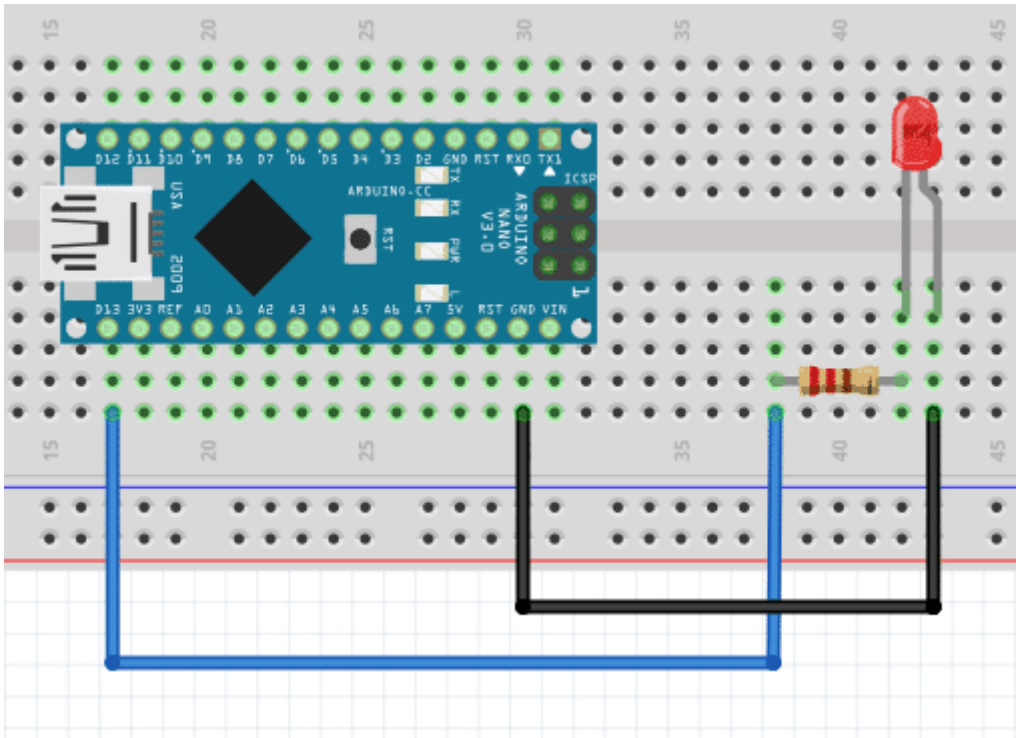 15 20 25 30 35 40 45
D12 D11 D10 D9 D8 D7 D6 D5 D4 D3 D2 GND RST RX0 TX1
TX
ICSP
USA
ARDUINO-CC
RX
ARDUINO
NANO
V3.0
RST
PWR
2009
L
1
D13 3V3 REF A0 A1 A2 A3 A4 A5 A6 A7 5V RST GND VIN
15 20 25 35 40 45